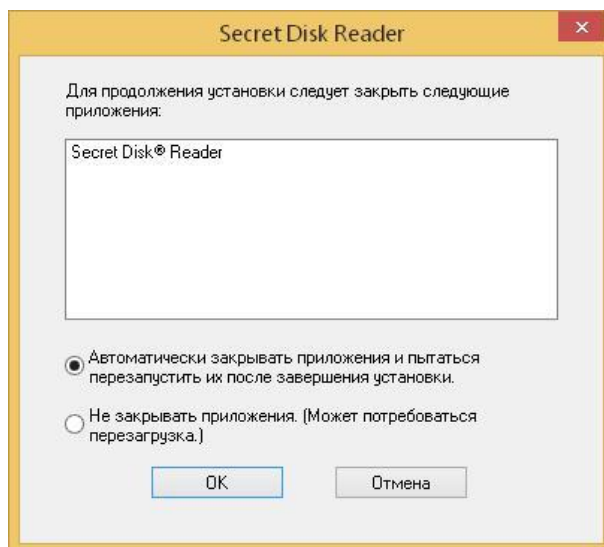 Secret Disk Reader
Для продолжения установки следует закрыть следующие
приложения:
Secret Disk® Reader
Автоматически закрывать приложения и пытаться
перезапустить их после завершения установки.
Не закрывать приложения. (Может потребоваться
перезагрузка.)
OK
Отмена